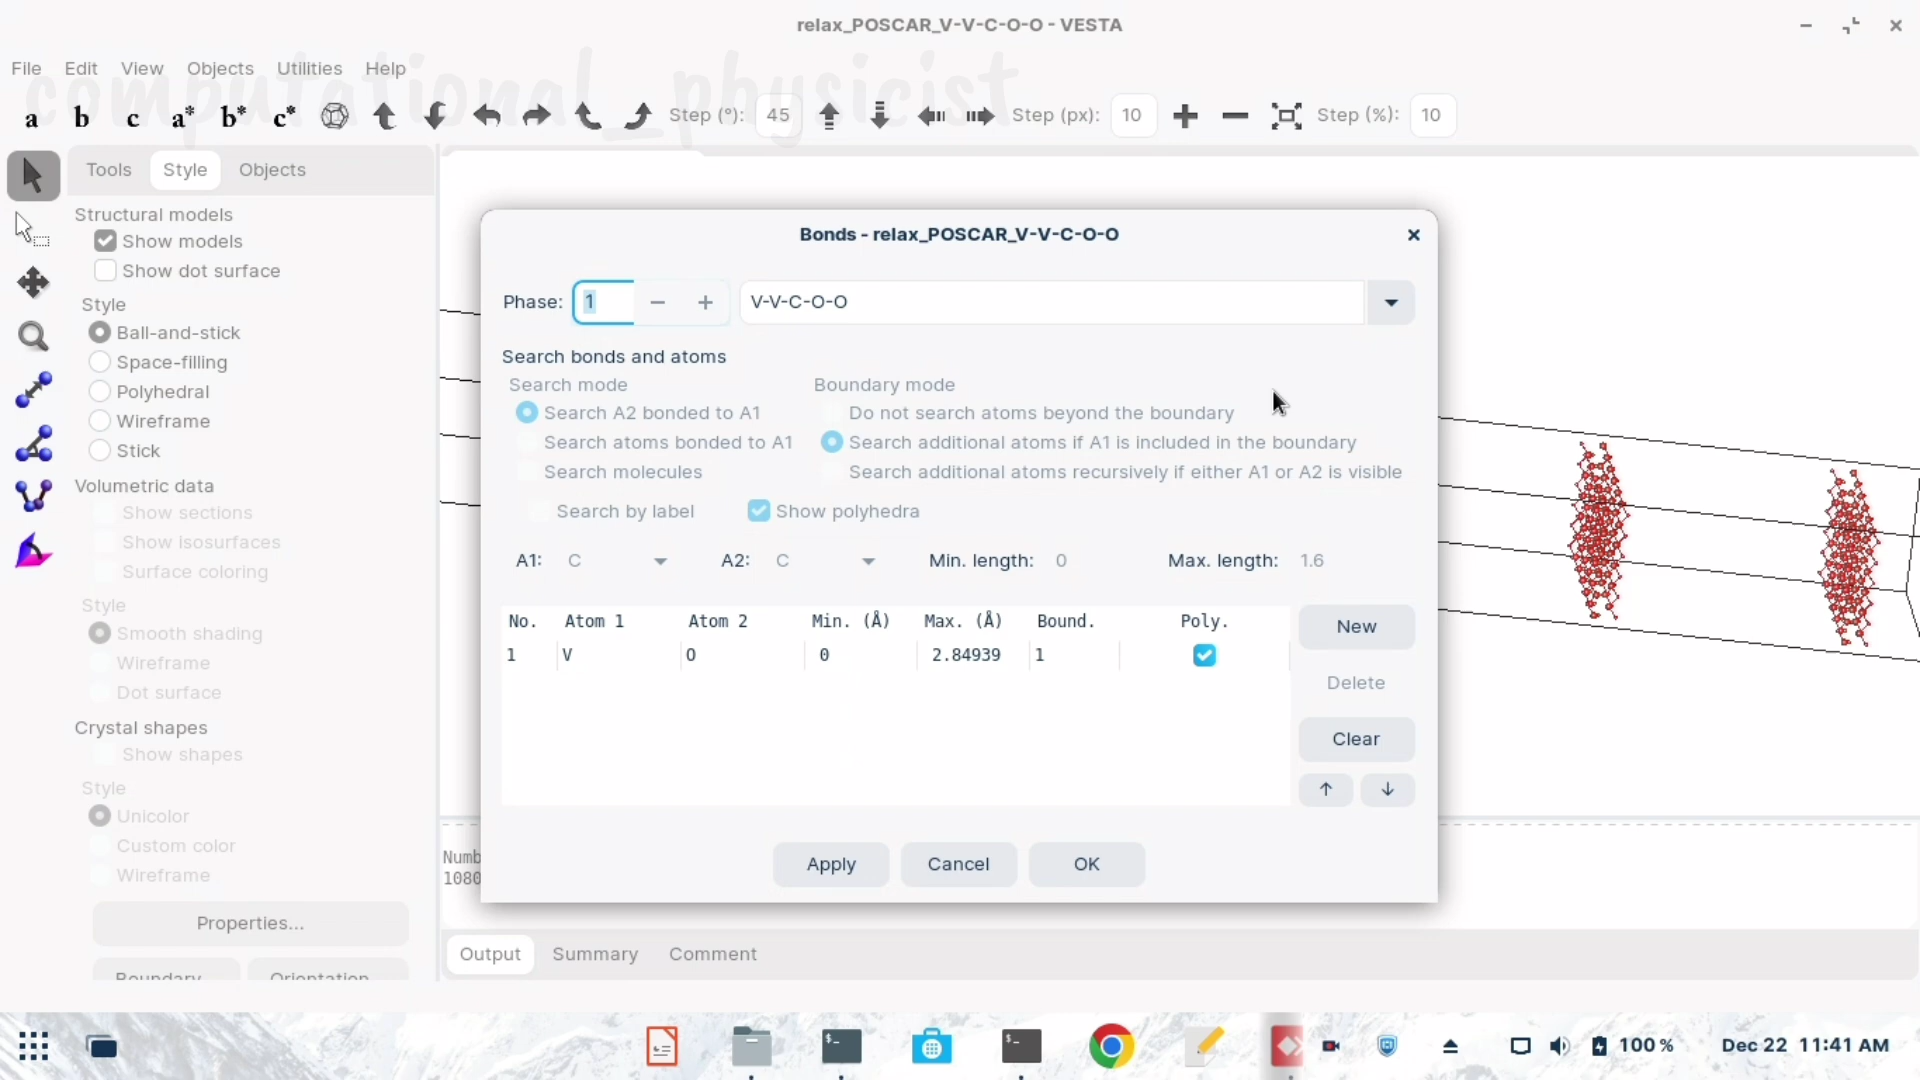 relax_POSCAR_V-V-C-O-O - VESTA
computational_physicist
File Edit View Objects Utilities Help
a b c a* b* c* Step (°): 45 Step (px): 10 Step (%): 10
Tools Style Objects
Structural models
Show models
Show dot surface
Style
Ball-and-stick
Space-filling
Polyhedral
Wireframe
Stick
Volumetric data
Show sections
Show isosurfaces
Surface coloring
Style
Smooth shading
Wireframe
Dot surface
Crystal shapes
Show shapes
Style
Unicolor
Custom color
Wireframe
Properties...
Boundary Orientation
Bonds - relax_POSCAR_V-V-C-O-O
Phase: 1 V-V-C-O-O
Search bonds and atoms
Search mode Boundary mode
Search A2 bonded to A1 Do not search atoms beyond the boundary
Search atoms bonded to A1 Search additional atoms if A1 is included in the boundary
Search molecules Search additional atoms recursively if either A1 or A2 is visible
Search by label Show polyhedra
A1: C A2: C Min. length: 0 Max. length: 1.6
No. Atom 1 Atom 2 Min. (Å) Max. (Å) Bound. Poly.
1 V O 0 2.84939 1
New
Delete
Clear
Apply Cancel OK
Numb
1080
Output Summary Comment
100 % Dec 22 11:41 AM